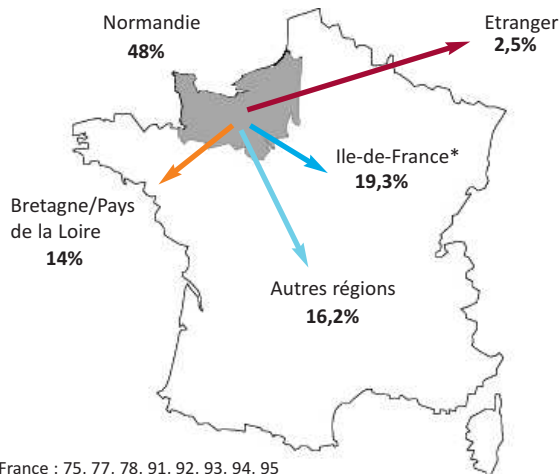 Normandie
48%
Etranger
2,5%
Ile-de-France*
19,3%
Bretagne/Pays
de la Loire
14%
Autres régions
16,2%
France : 75, 77, 78, 91, 92, 93, 94, 95